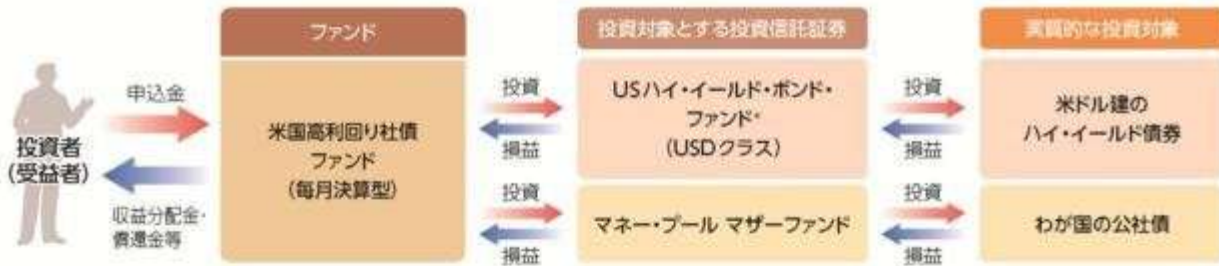 ファンド
投資対象とする投資信託証券
実質的な投資対象
申込金
投資者
(受益者)
収益分配金・
償還金等
米国高利回り社債
ファンド
(毎月決算型)
投資
損益
USハイ・イールド・ボンド・
ファンド*
(USDクラス)
投資
損益
米ドル建の
ハイ・イールド債券
投資
損益
マネー・プール マザーファンド
投資
損益
わが国の公社債